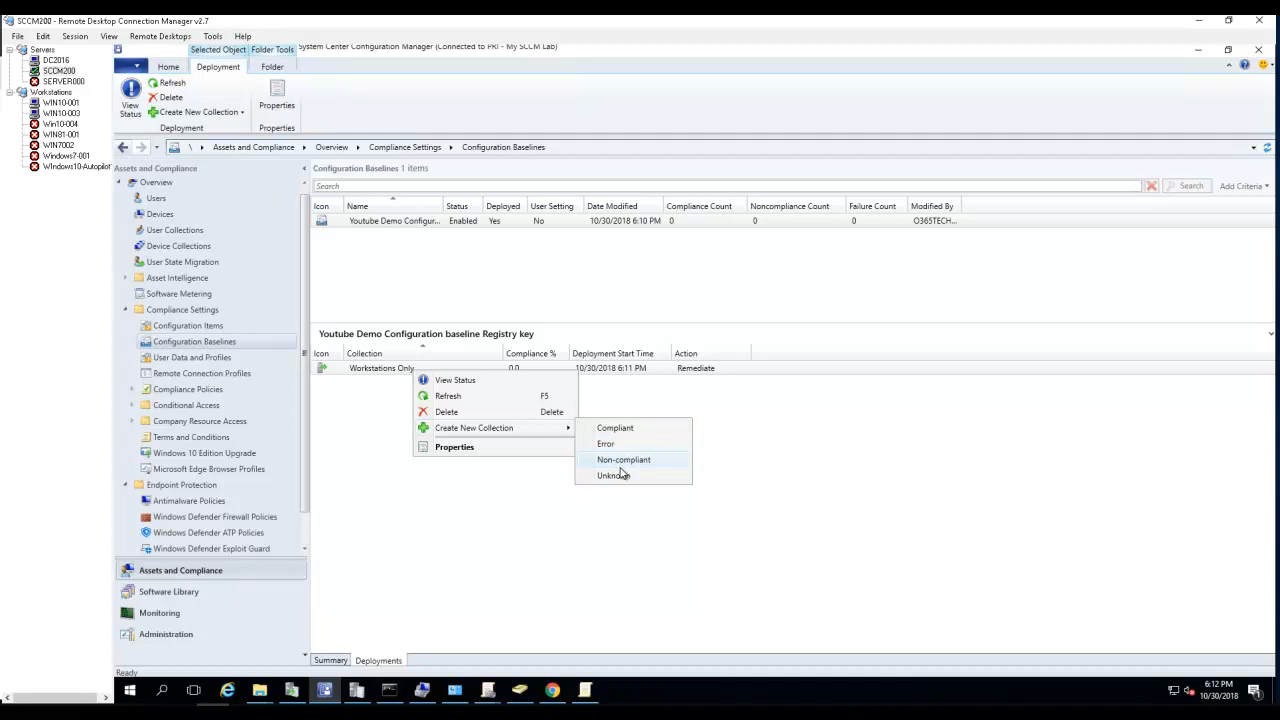 SCCM200 - Remote Desktop Connection Manager v2.7
File Edit Session View Remote Desktops Tools Help
Servers
DC2016
SCCM200
SERVER000
Workstations
WIN10-001
WIN10-003
Win10-004
WIN81-001
WIN7002
Windows7-001
Windows10-Autopilot
Selected Object Folder Tools System Center Configuration Manager (Connected to PRI - My SCCM Lab)
Home Deployment Folder
View Status
Refresh
Delete
Create New Collection
Deployment
Properties
Properties
\ Assets and Compliance Overview Compliance Settings Configuration Baselines
Assets and Compliance
Overview
Users
Devices
User Collections
Device Collections
User State Migration
Asset Intelligence
Software Metering
Compliance Settings
Configuration Items
Configuration Baselines
User Data and Profiles
Remote Connection Profiles
Compliance Policies
Conditional Access
Company Resource Access
Terms and Conditions
Windows 10 Edition Upgrade
Microsoft Edge Browser Profiles
Endpoint Protection
Antimalware Policies
Windows Defender Firewall Policies
Windows Defender ATP Policies
Windows Defender Exploit Guard
Assets and Compliance
Software Library
Monitoring
Administration
Configuration Baselines 1 items
Search Search Add Criteria
Icon Name Status Deployed User Setting Date Modified Compliance Count Noncompliance Count Failure Count Modified By
Youtube Demo Configur... Enabled Yes No 10/30/2018 6:10 PM 0 0 0 O365TECH...
Youtube Demo Configuration baseline Registry key
Icon Collection Compliance % Deployment Start Time Action
Workstations Only 0.0 10/30/2018 6:11 PM Remediate
View Status
Refresh F5
Delete Delete
Create New Collection
Properties
Compliant
Error
Non-compliant
Unknown
Summary Deployments
Ready
6:12 PM
10/30/2018